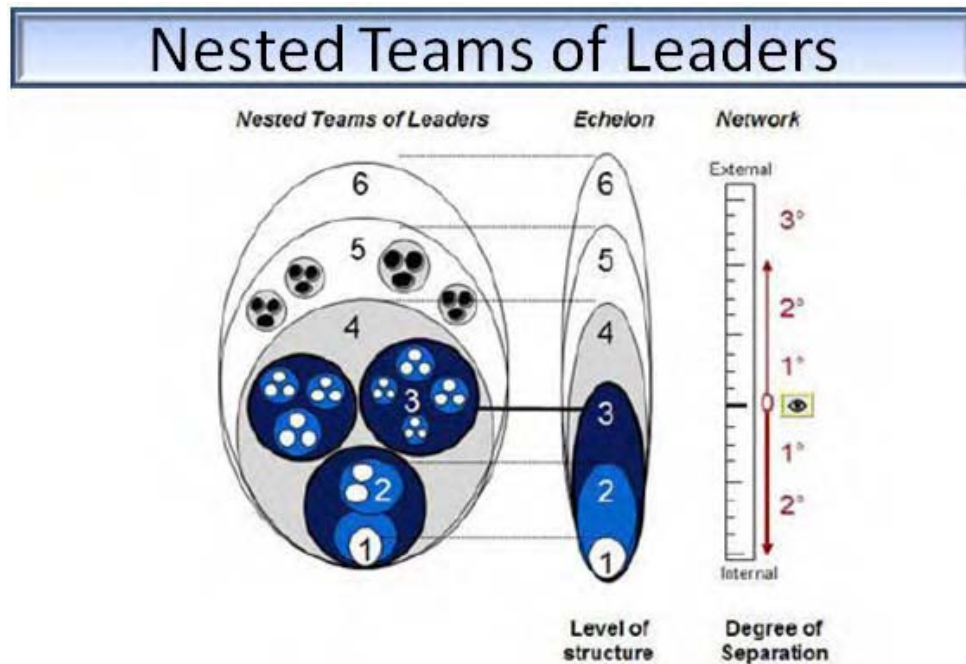 Nested Teams of Leaders
Nested Teams of Leaders
Echelon
Network
External
6
6
3°
5
5
2°
4
4
1°
3
3
0
1°
2
2
2°
1
1
Internal
Level of
structure
Degree of
Separation